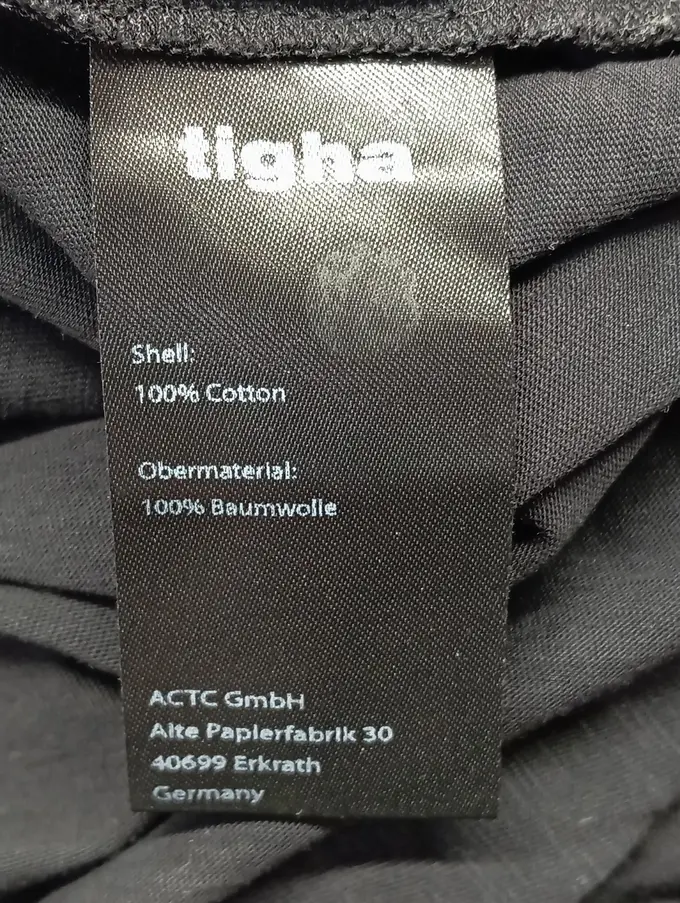 tigha
Shell:
100% Cotton
Obermaterial:
100% Baumwolle
ACTC GmbH
Alte Papierfabrik 30
40699 Erkrath
Germany